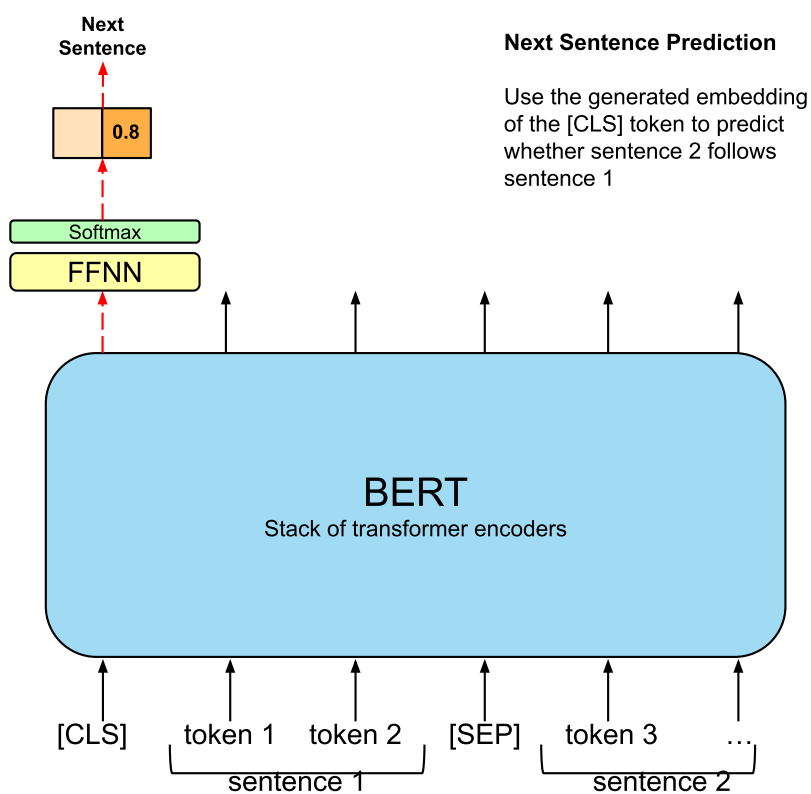 Next
Sentence
Next Sentence Prediction
Use the generated embedding
of the [CLS] token to predict
whether sentence 2 follows
sentence 1
0.8
Softmax
FFNN
BERT
Stack of transformer encoders
[CLS] token 1 token 2 [SEP] token 3 ...
sentence 1 sentence 2